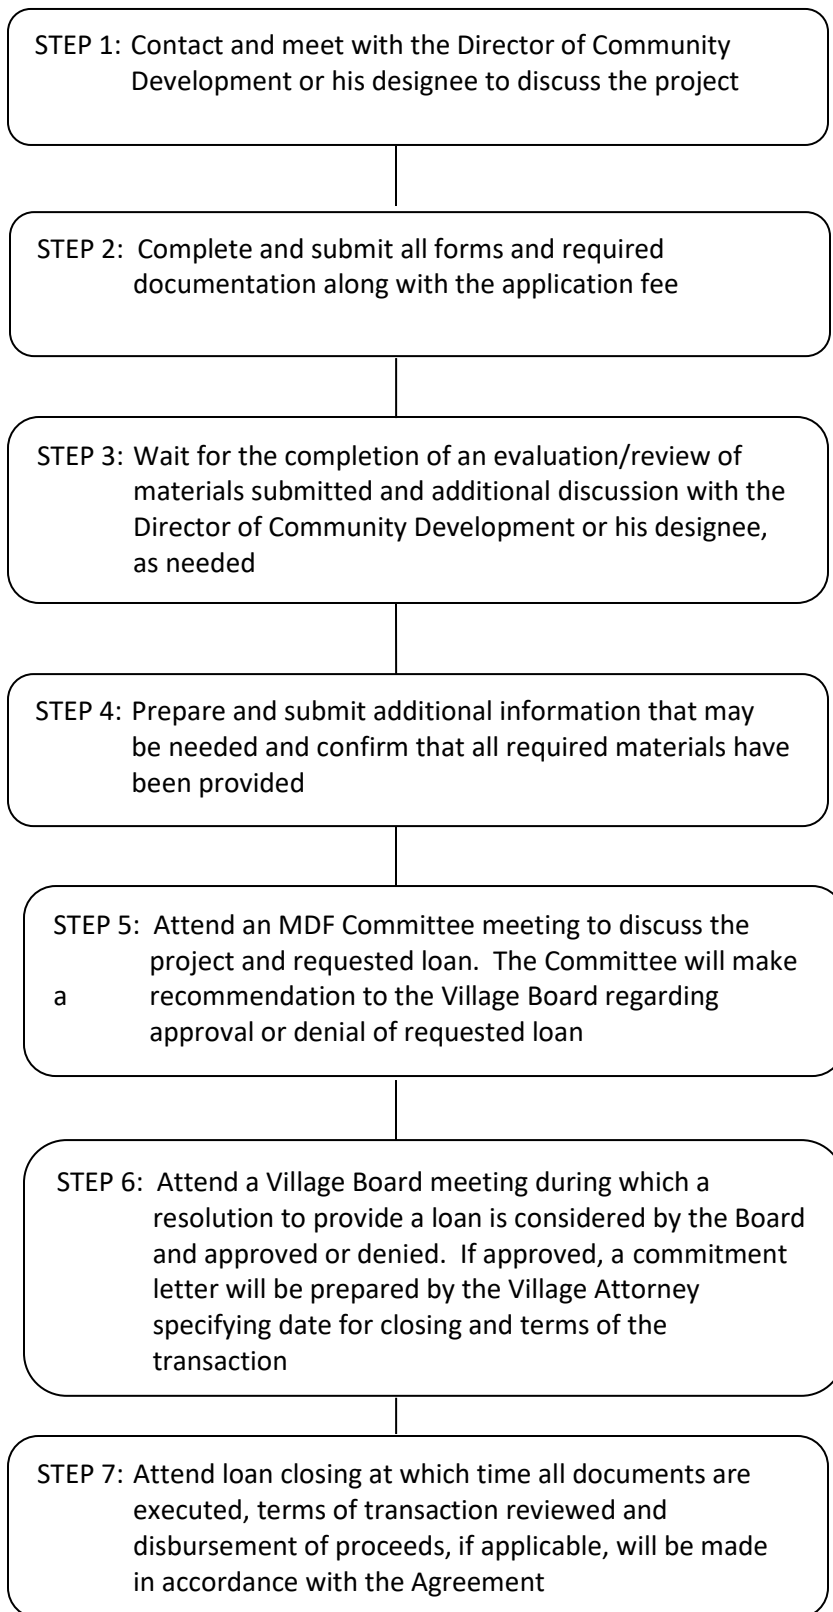 STEP 1: Contact and meet with the Director of Community
Development or his designee to discuss the project
STEP 2: Complete and submit all forms and required
documentation along with the application fee
STEP 3: Wait for the completion of an evaluation/review of
materials submitted and additional discussion with the
Director of Community Development or his designee,
as needed
STEP 4: Prepare and submit additional information that may
be needed and confirm that all required materials have
been provided
STEP 5: Attend an MDF Committee meeting to discuss the
project and requested loan. The Committee will make
a recommendation to the Village Board regarding
approval or denial of requested loan
STEP 6: Attend a Village Board meeting during which a
resolution to provide a loan is considered by the Board
and approved or denied. If approved, a commitment
letter will be prepared by the Village Attorney
specifying date for closing and terms of the
transaction
STEP 7: Attend loan closing at which time all documents are
executed, terms of transaction reviewed and
disbursement of proceeds, if applicable, will be made
in accordance with the Agreement